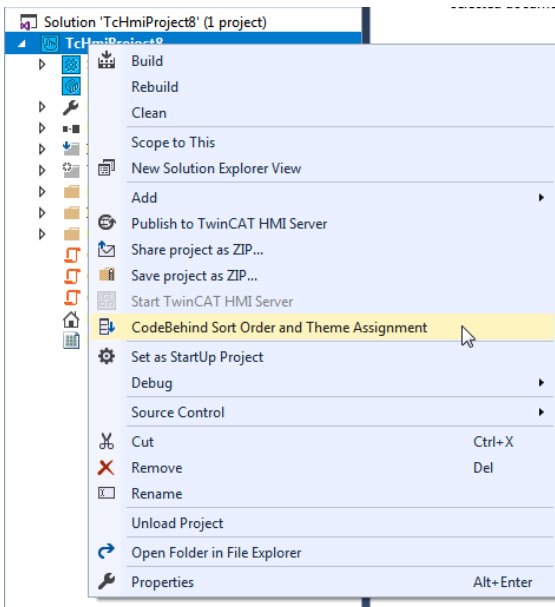 Solution 'TcHmiProject8' (1 project)
TcHmiProject8
Build
Rebuild
Clean
Scope to This
New Solution Explorer View
Add
Publish to TwinCAT HMI Server
Share project as ZIP...
Save project as ZIP...
Start TwinCAT HMI Server
CodeBehind Sort Order and Theme Assignment
Set as StartUp Project
Debug
Source Control
Cut Ctrl+X
Remove Del
Rename
Unload Project
Open Folder in File Explorer
Properties Alt+Enter